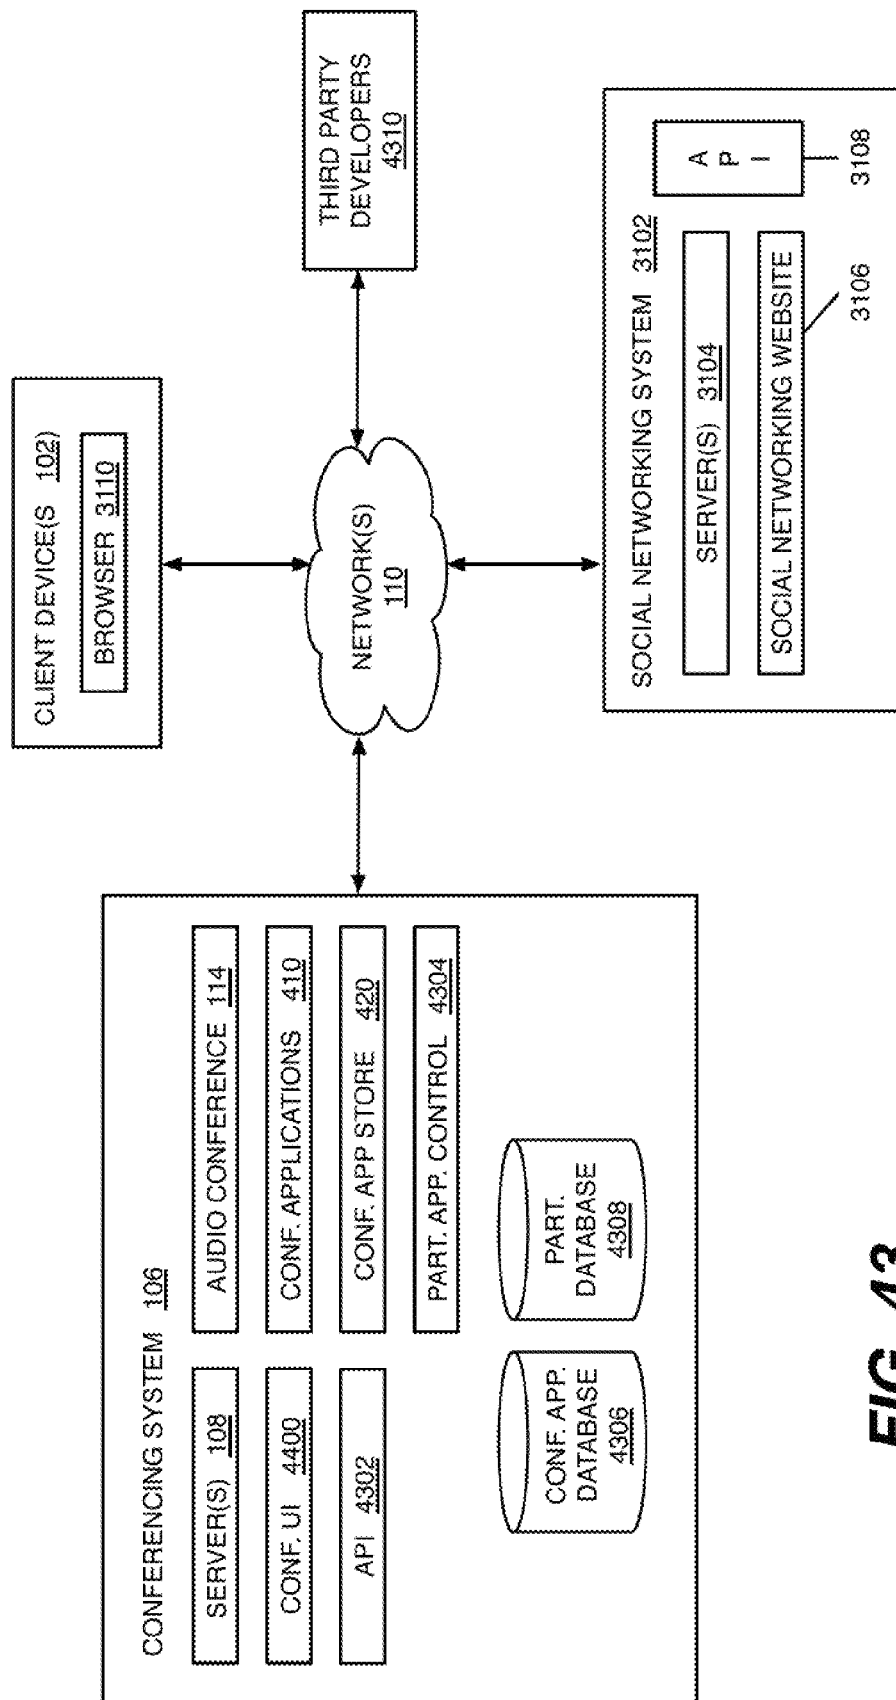 CONFERENCING SYSTEM 106
SERVER(S) 108
CONF. UI 4400
API 4302
AUDIO CONFERENCE 114
CONF. APPLICATIONS 410
CONF. APP STORE 420
PART. APP. CONTROL 4304
CONF. APP.
DATABASE
4306
PART.
DATABASE
4308
CLIENT DEVICE(S 102)
BROWSER 3110
NETWORK(S)
110
THIRD PARTY
DEVELOPERS
4310
SOCIAL NETWORKING SYSTEM 3102
SERVER(S) 3104
SOCIAL NETWORKING WEBSITE
3106
A
P
I
3108
FIG. 43